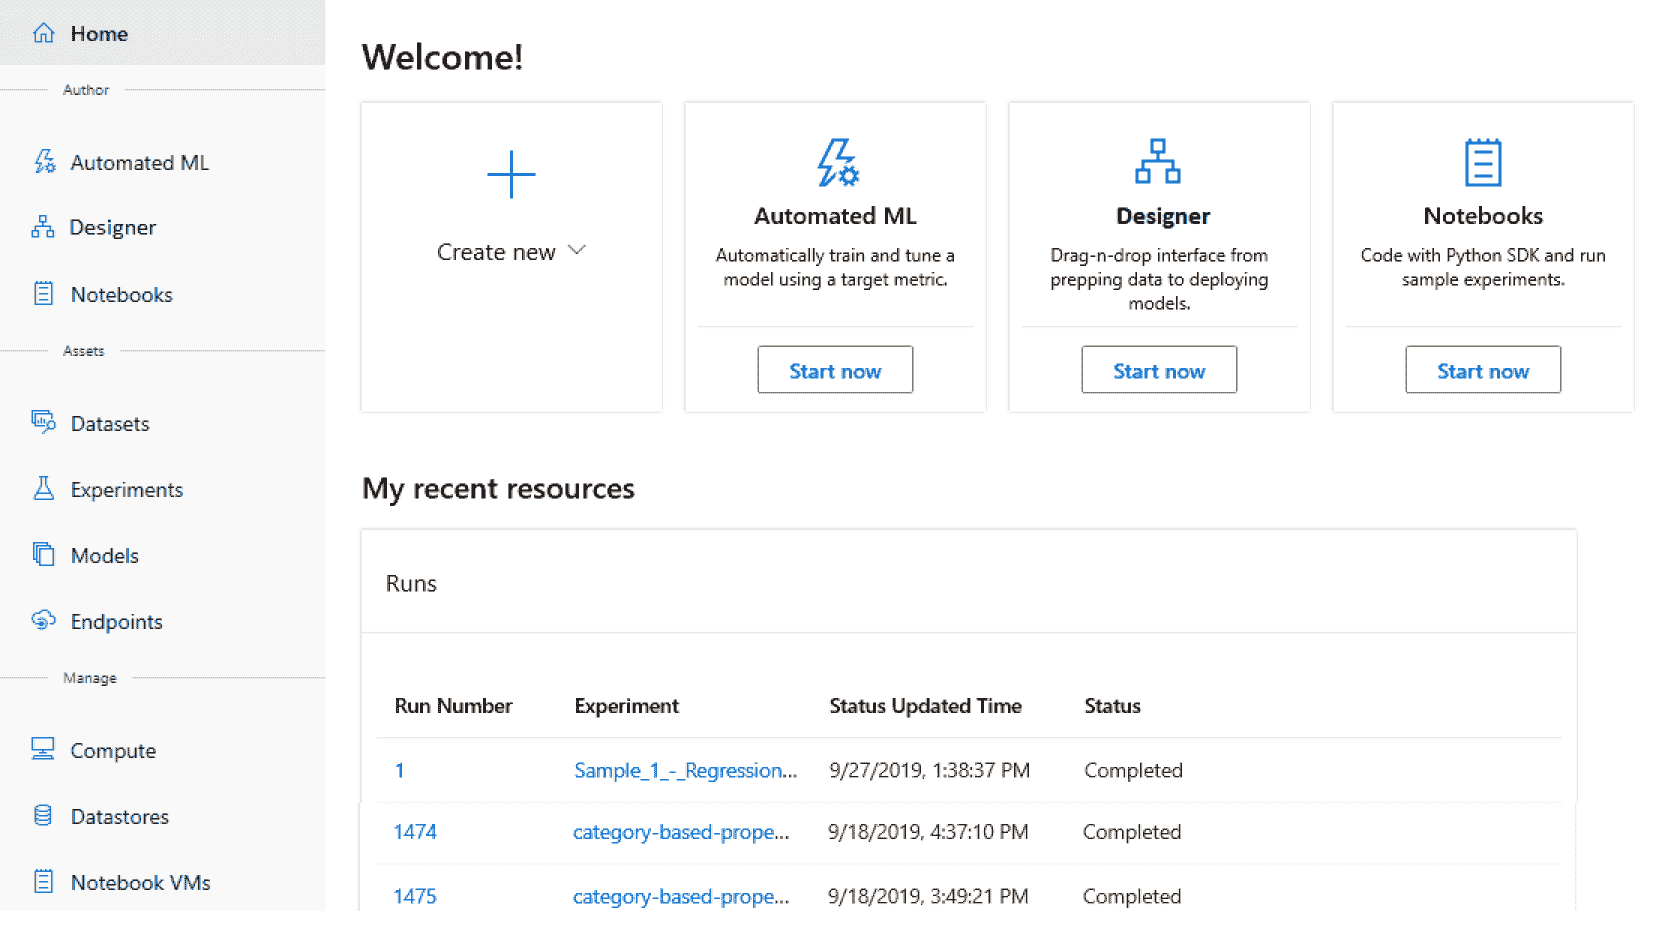 Home
Author
Automated ML
Designer
Notebooks
Assets
Datasets
Experiments
Models
Endpoints
Manage
Compute
Datastores
Notebook VMs
Welcome!
Create new
Automated ML
Automatically train and tune a
model using a target metric.
Start now
Designer
Drag-n-drop interface from
prepping data to deploying
models.
Start now
Notebooks
Code with Python SDK and run
sample experiments.
Start now
My recent resources
Runs
Run Number Experiment Status Updated Time Status
1 Sample_1_-_Regression... 9/27/2019, 1:38:37 PM Completed
1474 category-based-prope... 9/18/2019, 4:37:10 PM Completed
1475 category-based-prope... 9/18/2019, 3:49:21 PM Completed